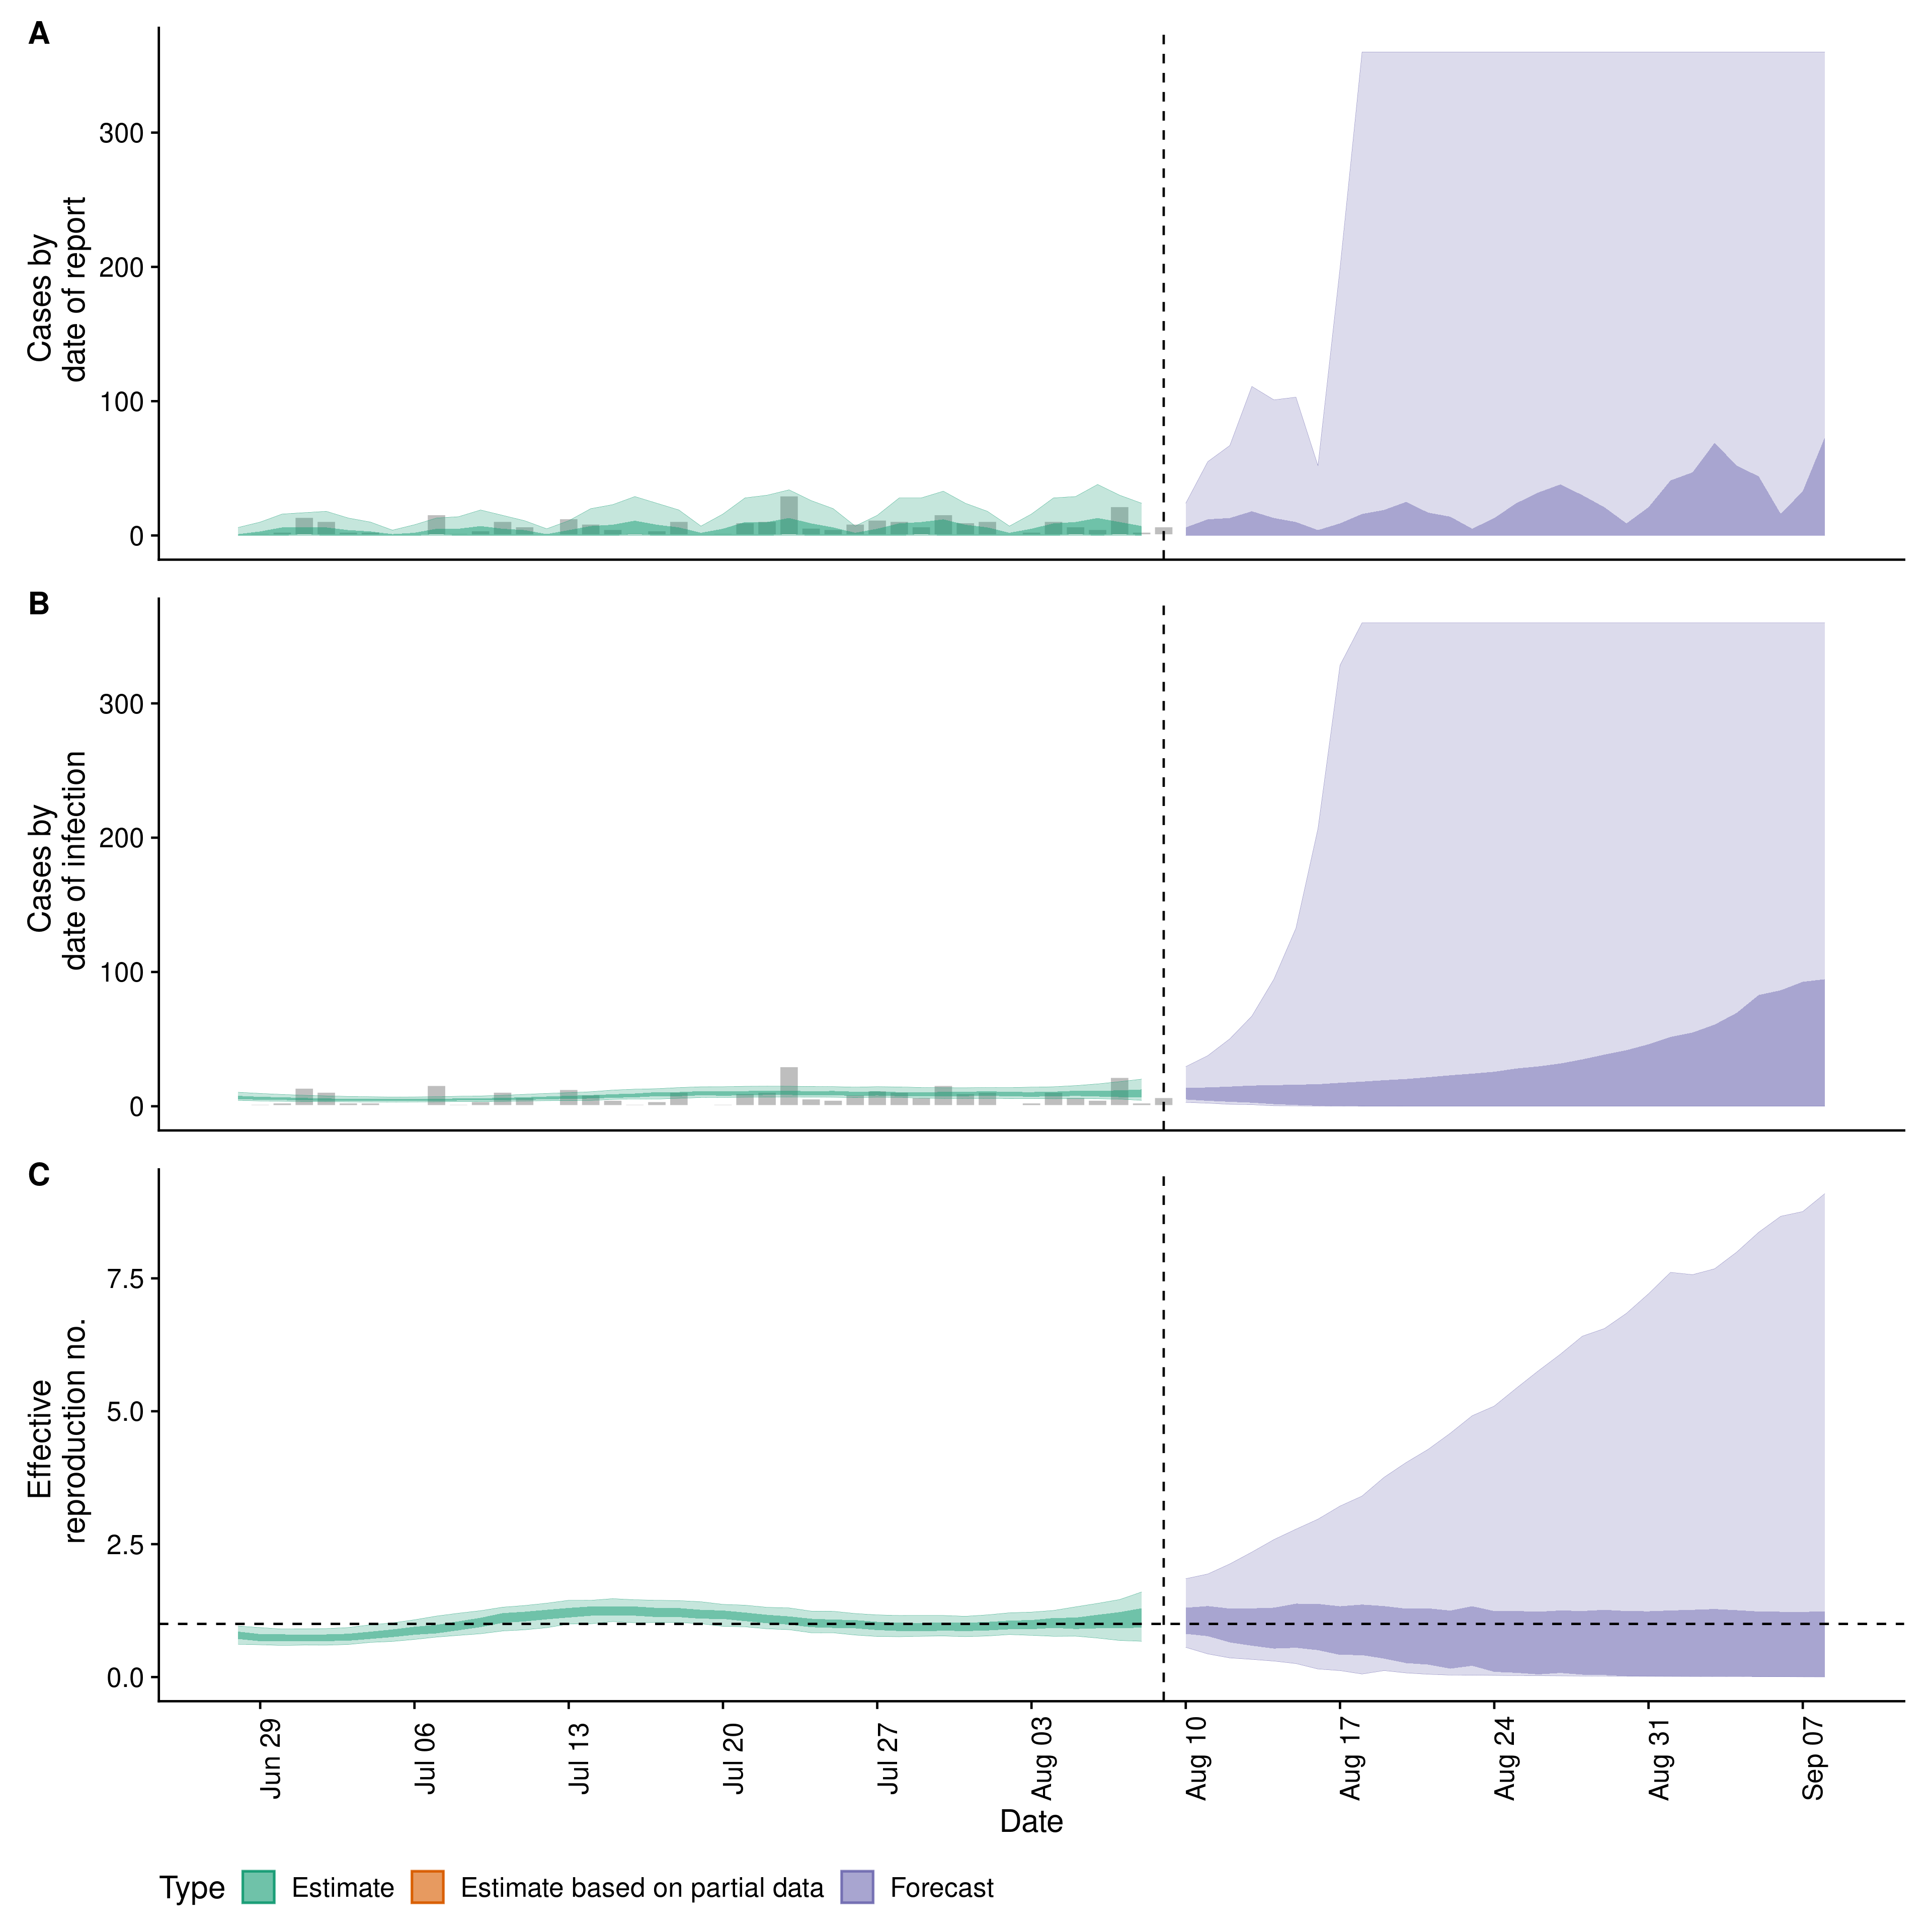 A
Cases by
date of report
300
200
100
0
B
Cases by
date of infection
300
200
100
0
C
Effective
reproduction no.
7.5
5.0
2.5
0.0
Jun 29
Jul 06
Jul 13
Jul 20
Jul 27
Aug 03
Aug 10
Aug 17
Aug 24
Aug 31
Sep 07
Date
Type
Estimate
Estimate based on partial data
Forecast